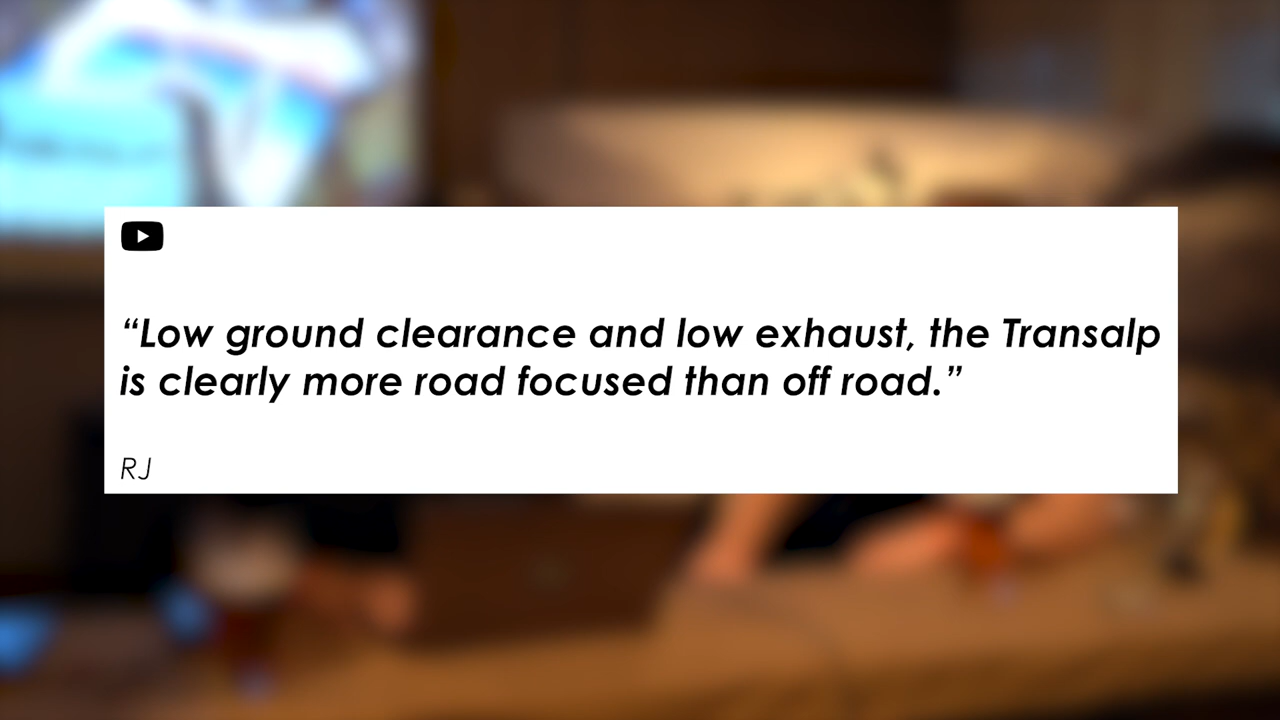 “Low ground clearance and low exhaust, the Transalp
is clearly more road focused than off road.”
RJ